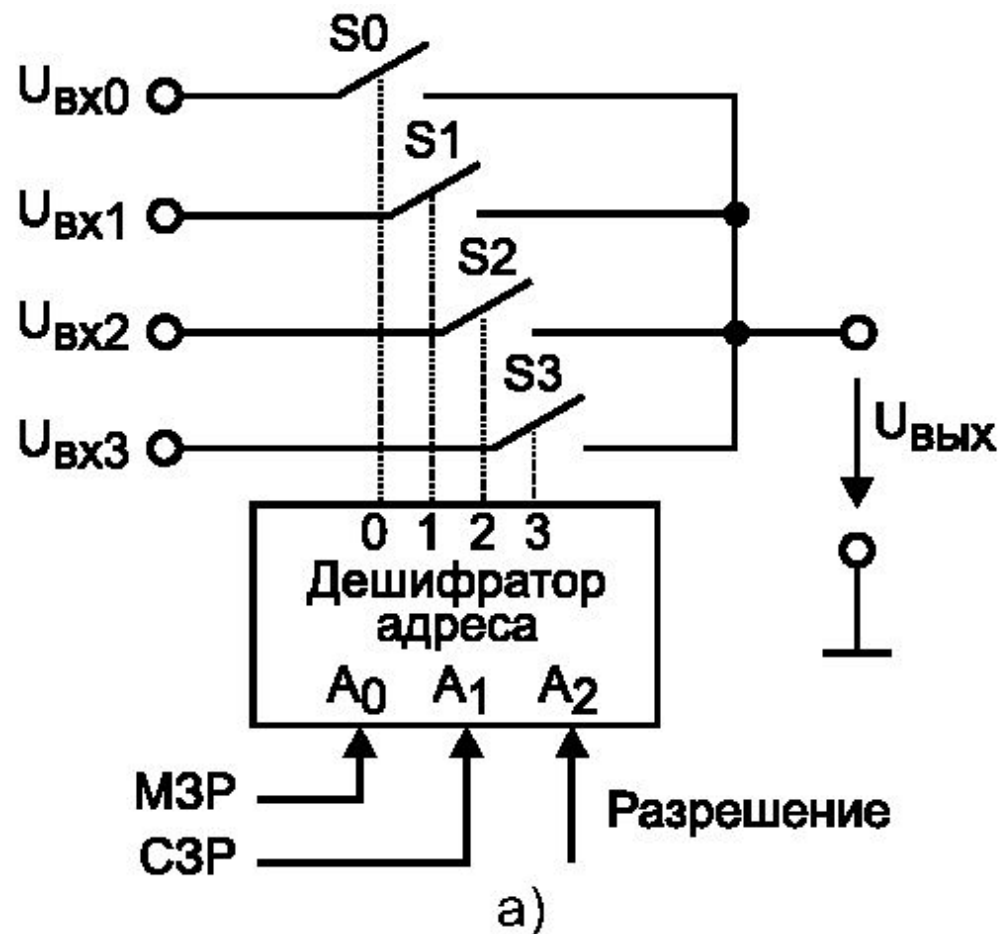 S0
Uвх0
S1
Uвх1
S2
Uвх2
S3
Uвх3
Uвых
0 1 2 3
Дешифратор
адреса
A0 A1 A2
МЗР
Разрешение
СЗР
а)